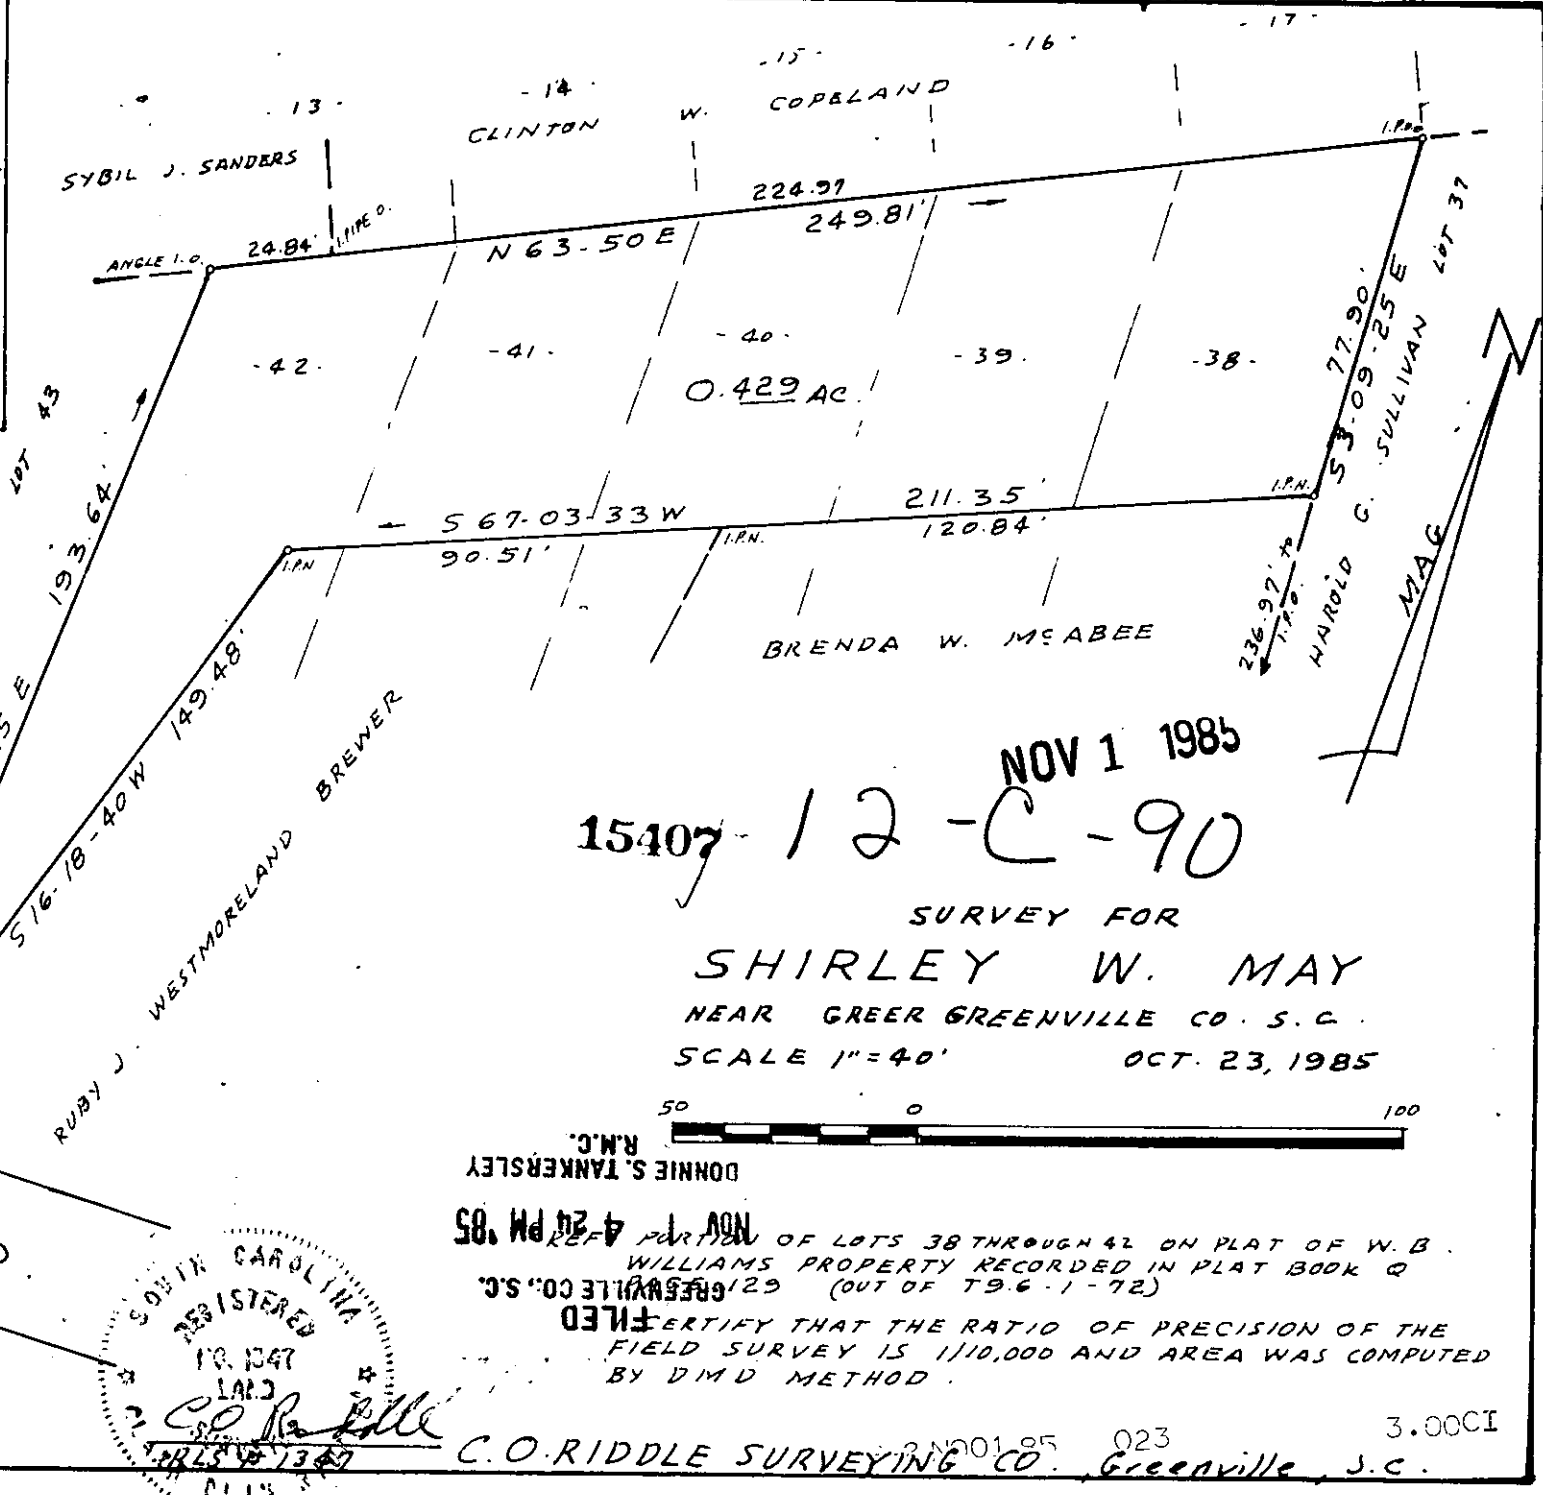 - 17 -
- 16 -
- 15 -
- 14 -
- 13 -
CLINTON W. COPELAND
SYBIL J. SANDERS
I.P.O.
ANGLE I.O.
24.84'
I.PIPE O.
224.97
249.81'
N 63-50 E
LOT 37
- 42 -
- 41 -
- 40 -
- 39 -
- 38 -
0.429 AC.
77.90'
S 3-09-25 E
HAROLD G. SULLIVAN
LOT 43
193.64'
5 E
S 67-03-33 W
211.35'
90.51'
120.84'
I.P.N
I.P.N.
I.P.N.
236.97' to
I.P.O.
MAG
N
BRENDA W. McABEE
149.48'
S 16-18-40 W
RUBY J. WESTMORELAND BREWER
NOV 1 1985
15407
12-C-90
SURVEY FOR
SHIRLEY W. MAY
NEAR GREER GREENVILLE CO. S.C.
SCALE 1"=40' OCT. 23, 1985
50 0 100
R.M.C.
DONNIE S. TANKERSLEY
NOV 1 4 24 PM '85
GREENVILLE CO., S.C.
FILED
REF PORTION OF LOTS 38 THROUGH 42 ON PLAT OF W. B.
WILLIAMS PROPERTY RECORDED IN PLAT BOOK Q
PAGE 129 (OUT OF T9.6-1-72)
CERTIFY THAT THE RATIO OF PRECISION OF THE
FIELD SURVEY IS 1/10,000 AND AREA WAS COMPUTED
BY DMD METHOD.
SOUTH CAROLINA
REGISTERED
NO. 1347
C.O. Riddle
RLS # 1347
023
3.00CI
C.O. RIDDLE SURVEYING CO. Greenville, S.C.